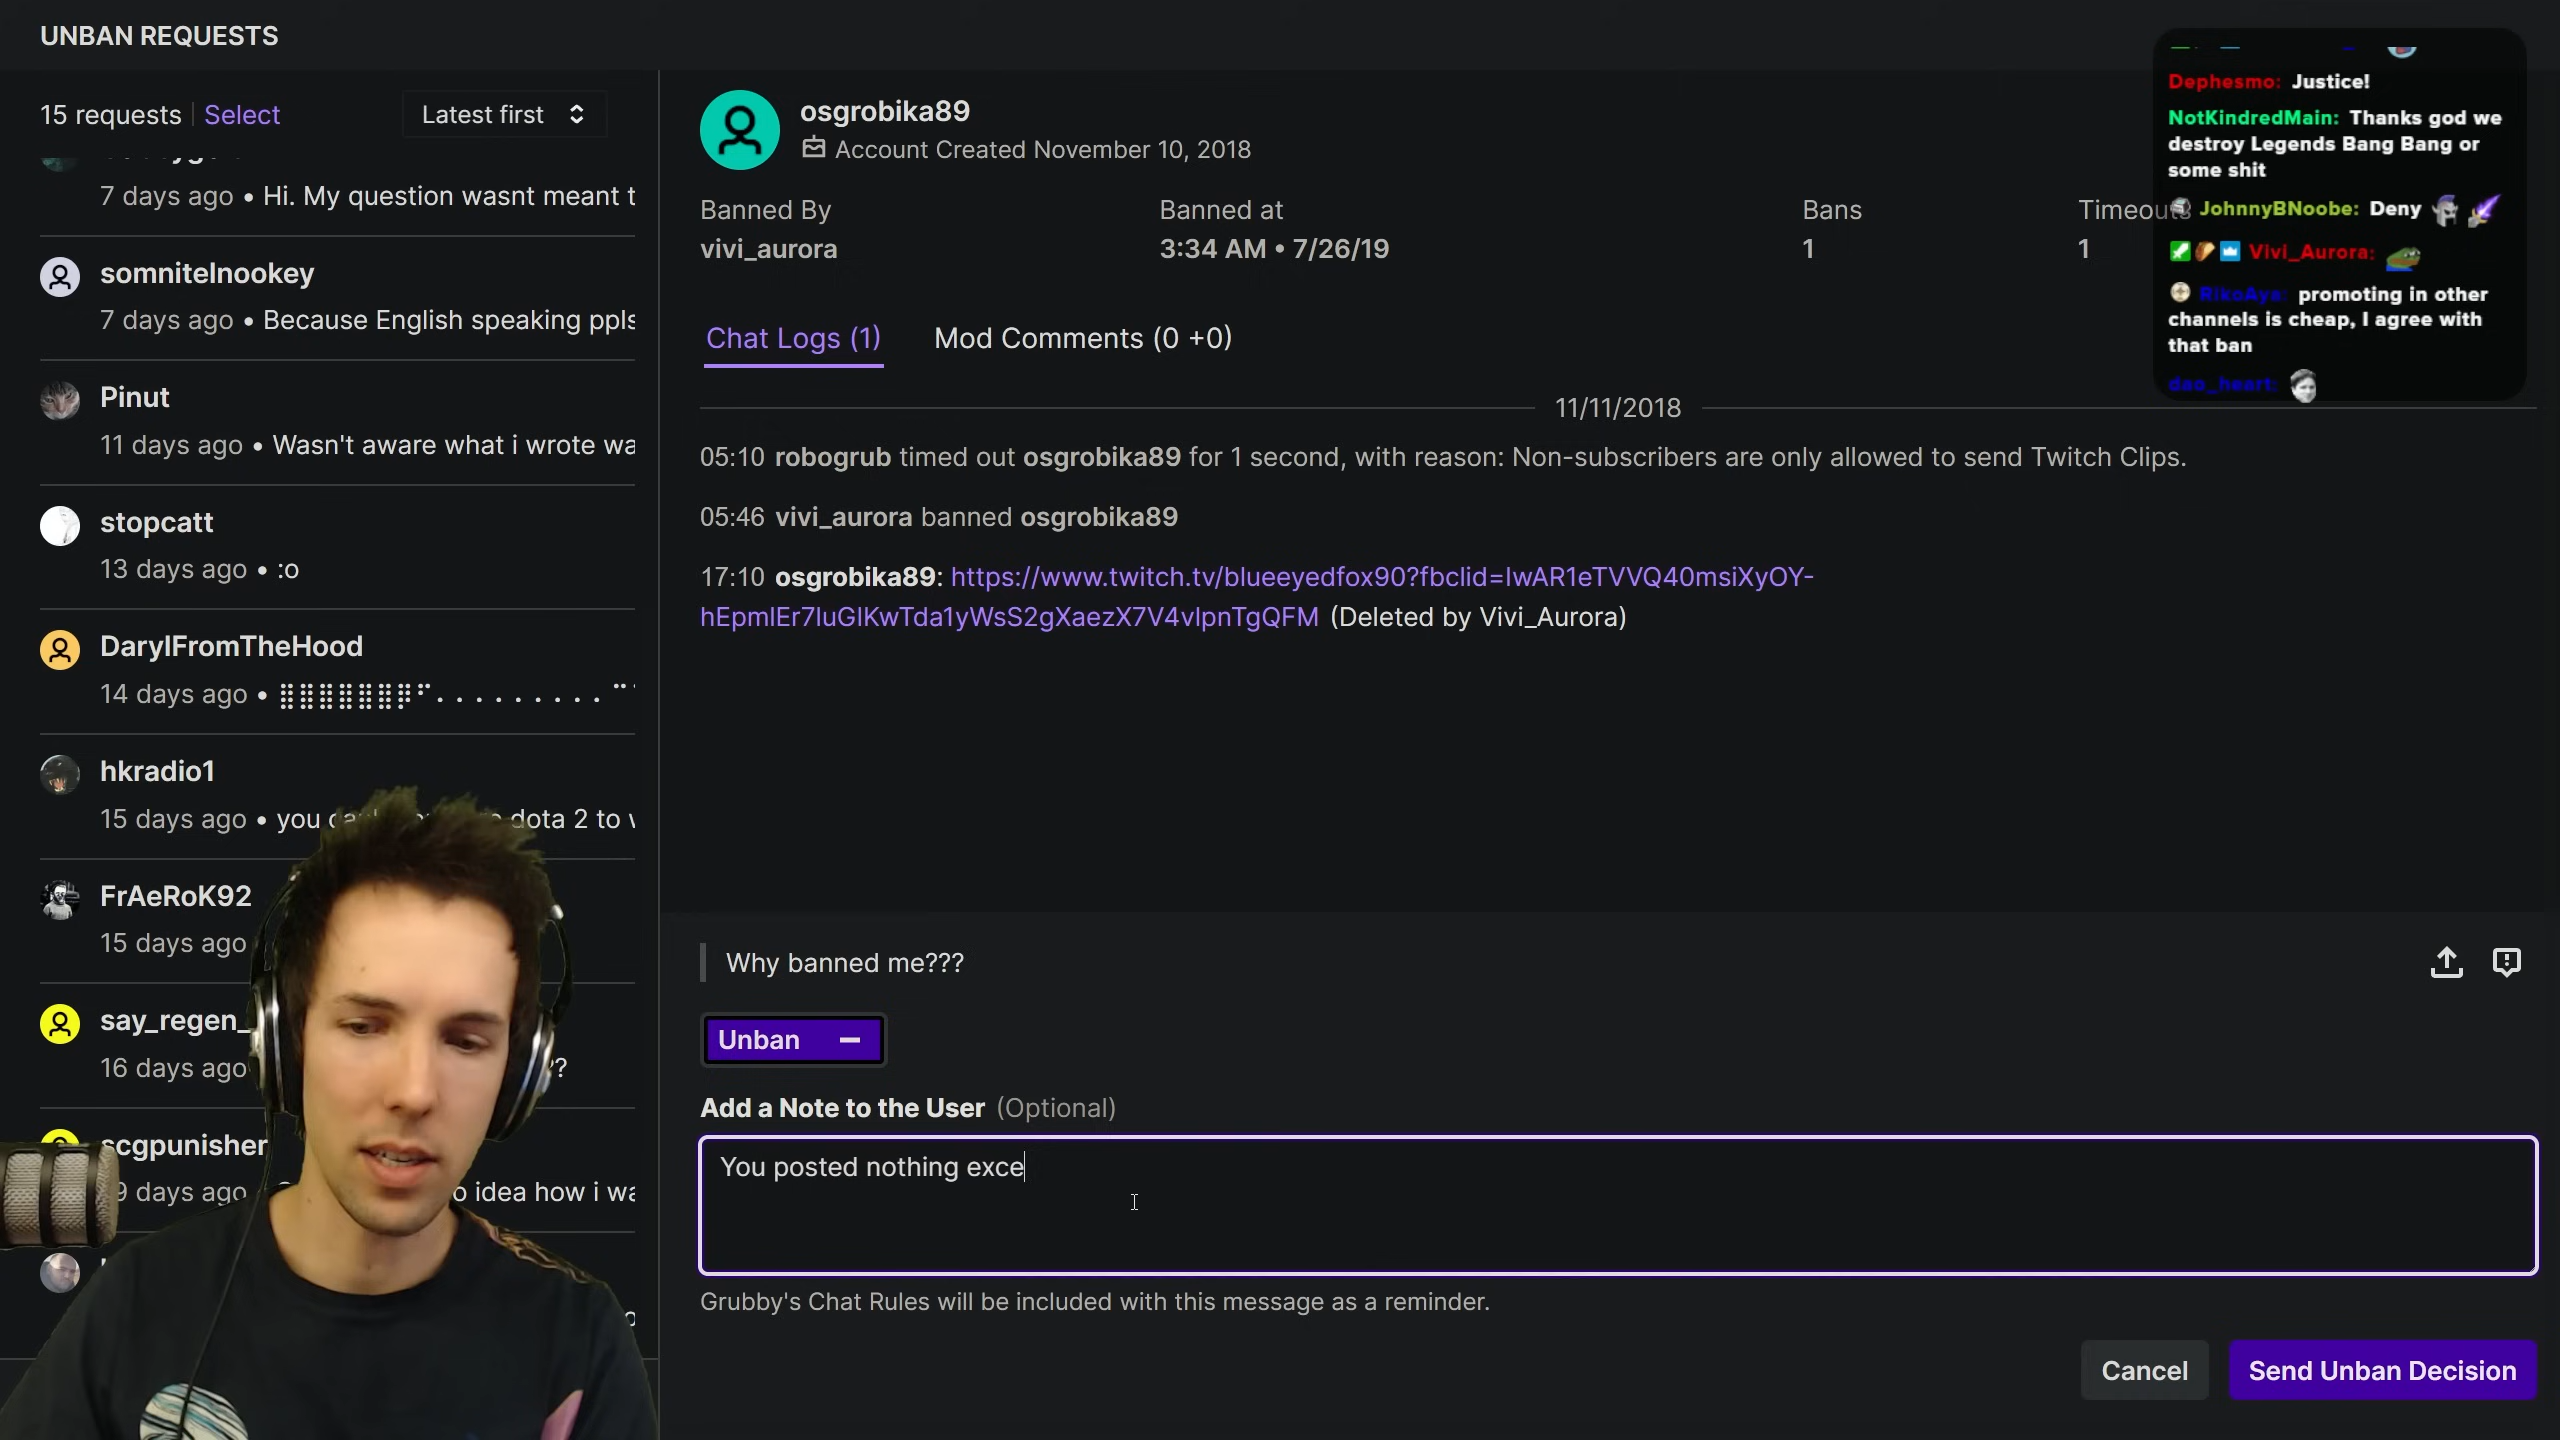 UNBAN REQUESTS
15 requests
Select
Latest first
7 days ago • Hi. My question wasnt meant t
somnitelnookey
7 days ago • Because English speaking ppls
Pinut
11 days ago • Wasn't aware what i wrote wa
stopcatt
13 days ago • :o
DarylFromTheHood
14 days ago •
hkradio1
15 days ago • you dota 2 to v
FrAeRoK92
15 days ago
say_regen_
16 days ago ??
scgpunisher
9 days ago o idea how i wa
osgrobika89
Account Created November 10, 2018
Banned By
vivi_aurora
Banned at
3:34 AM • 7/26/19
Bans
1
Timeouts
1
Chat Logs (1)
Mod Comments (0 +0)
11/11/2018
05:10 robogrub timed out osgrobika89 for 1 second, with reason: Non-subscribers are only allowed to send Twitch Clips.
05:46 vivi_aurora banned osgrobika89
17:10 osgrobika89: https://www.twitch.tv/blueeyedfox90?fbclid=IwAR1eTVVQ40msiXyOY-
hEpmlEr7luGlKwTda1yWsS2gXaezX7V4vlpnTgQFM (Deleted by Vivi_Aurora)
Why banned me???
Unban
Add a Note to the User (Optional)
You posted nothing exce
Grubby's Chat Rules will be included with this message as a reminder.
Cancel
Send Unban Decision
Dephesmo: Justice!
NotKindredMain: Thanks god we
destroy Legends Bang Bang or
some shit
JohnnyBNoobe: Deny
Vivi_Aurora:
RikoAya: promoting in other
channels is cheap, I agree with
that ban
dao_heart: